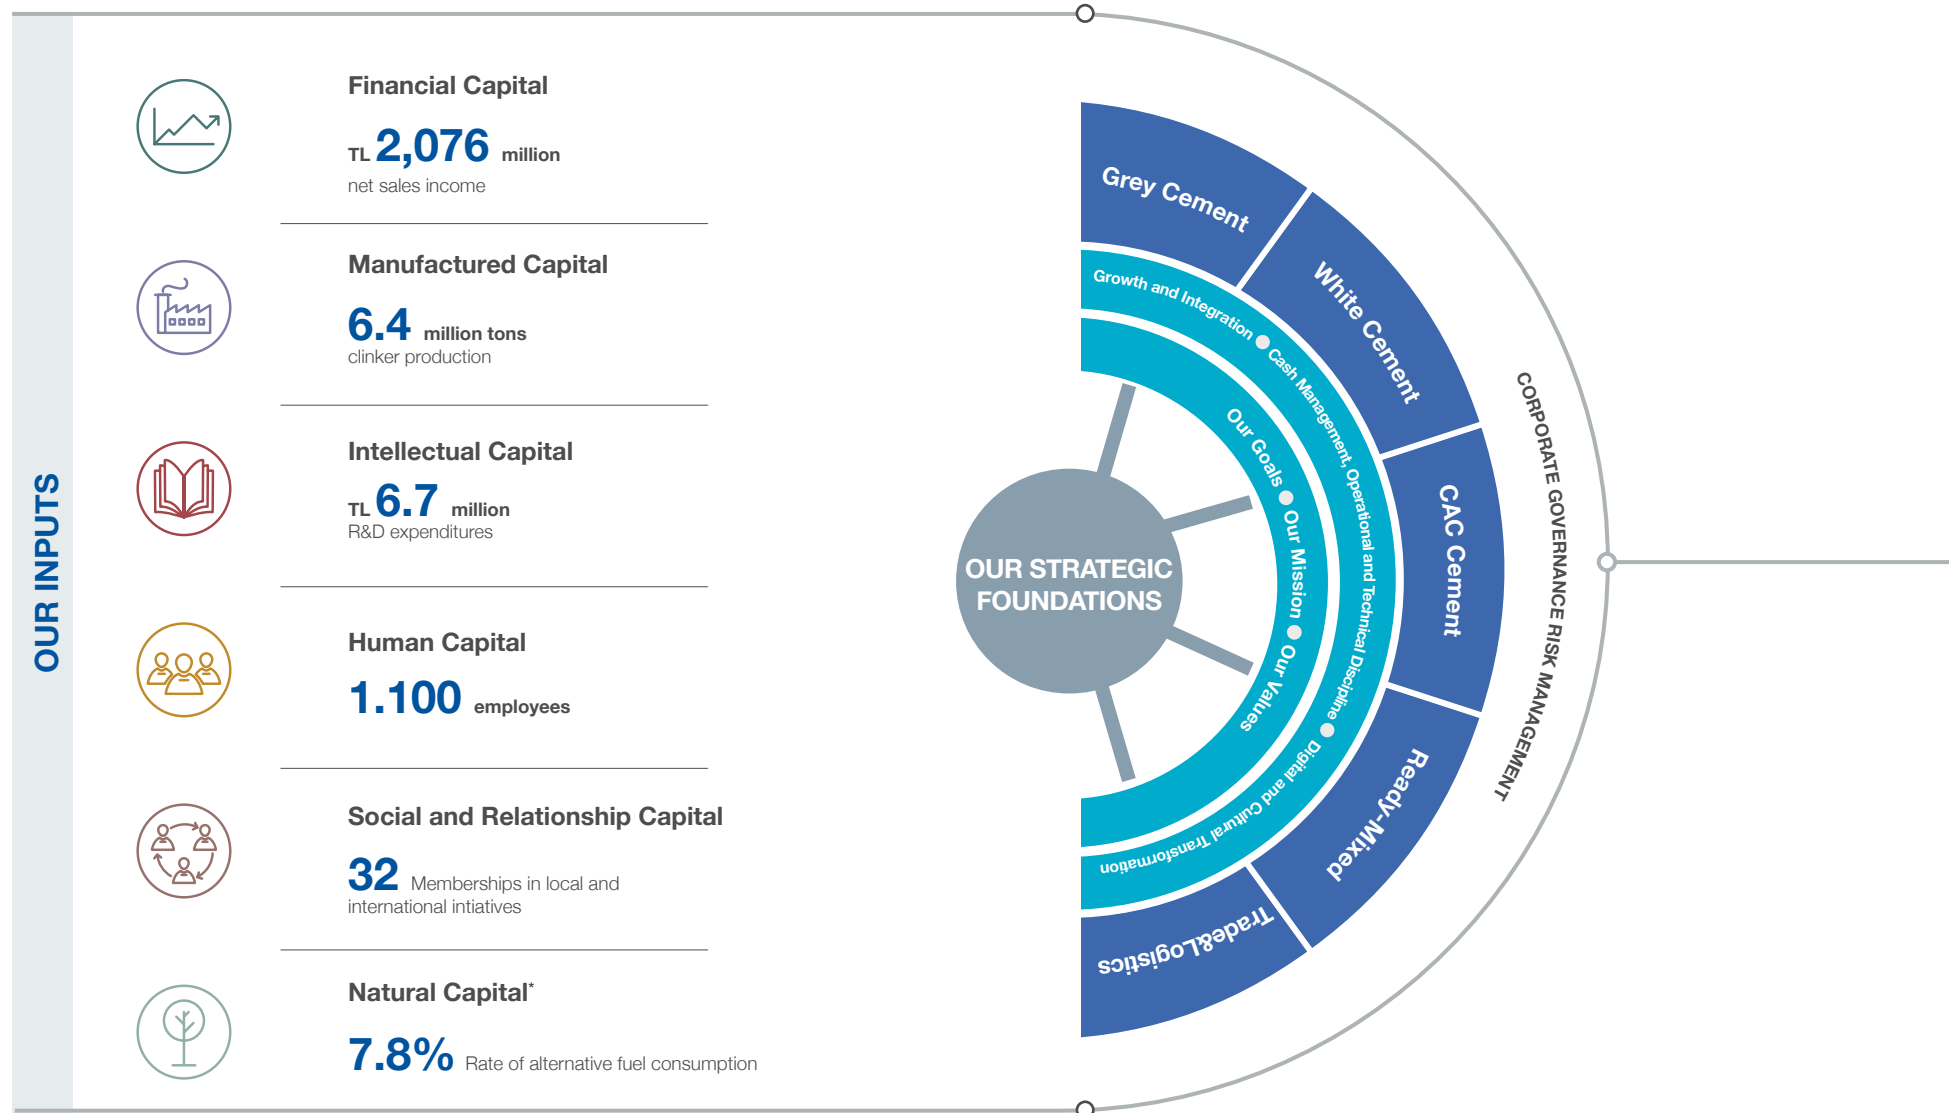 OUR INPUTS
Financial Capital
TL 2,076 million
net sales income
Manufactured Capital
6.4 million tons
clinker production
Intellectual Capital
TL 6.7 million
R&D expenditures
Human Capital
1.100 employees
Social and Relationship Capital
32 Memberships in local and
international intiatives
Natural Capital*
7.8% Rate of alternative fuel consumption
OUR STRATEGIC
FOUNDATIONS
Our Goals ● Our Mission ● Our Values
Growth and Integration ● Cash Management, Operational and Technical Discipline ● Digital and Cultural Transformation
Grey Cement
White Cement
CAC Cement
Ready-Mixed
Trade&Logistics
CORPORATE GOVERNANCE RISK MANAGEMENT